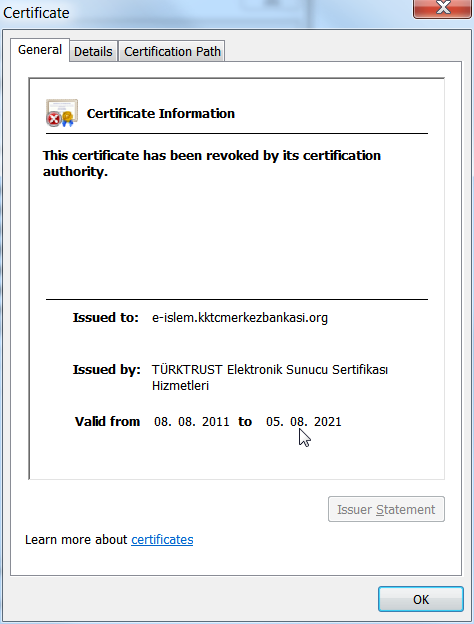 Certificate
General Details Certification Path
Certificate Information
This certificate has been revoked by its certification
authority.
Issued to: e-islem.kktcmerkezbankasi.org
Issued by: TÜRKTRUST Elektronik Sunucu Sertifikası
Hizmetleri
Valid from 08. 08. 2011 to 05. 08. 2021
Issuer Statement
Learn more about certificates
OK